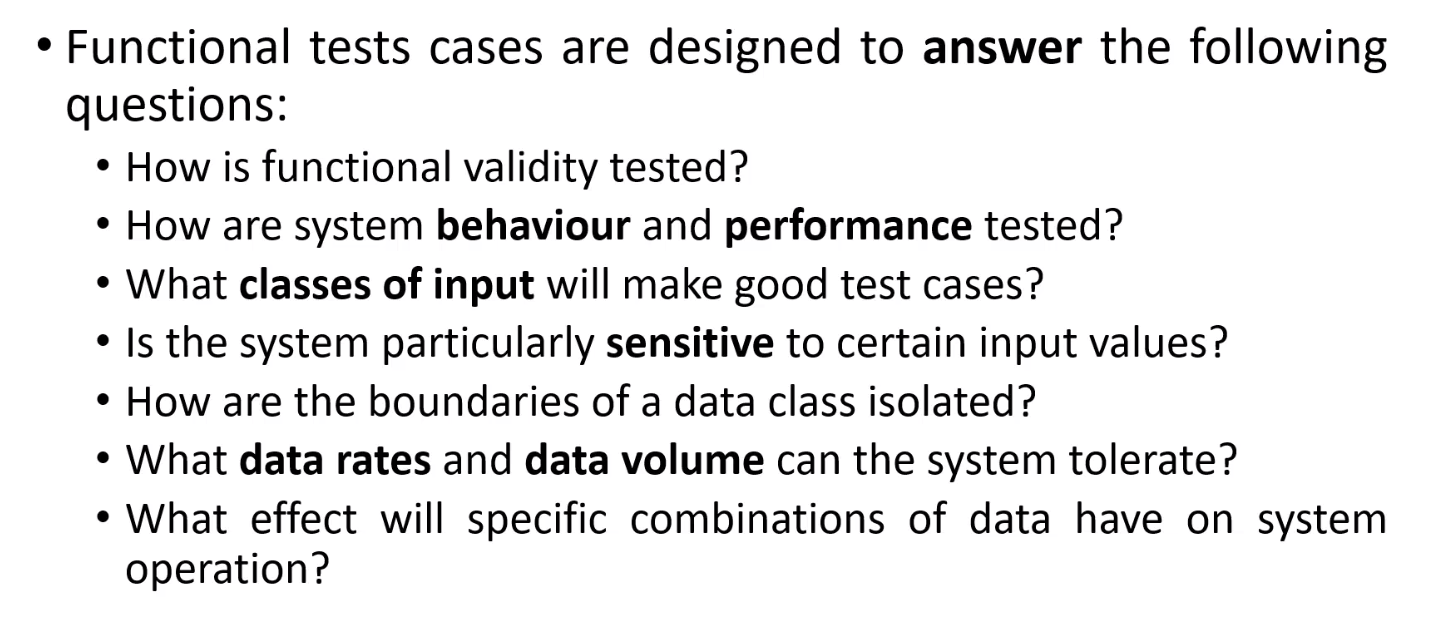 • Functional tests cases are designed to answer the following
questions:
• How is functional validity tested?
• How are system behaviour and performance tested?
• What classes of input will make good test cases?
• Is the system particularly sensitive to certain input values?
• How are the boundaries of a data class isolated?
• What data rates and data volume can the system tolerate?
• What effect will specific combinations of data have on system
operation?